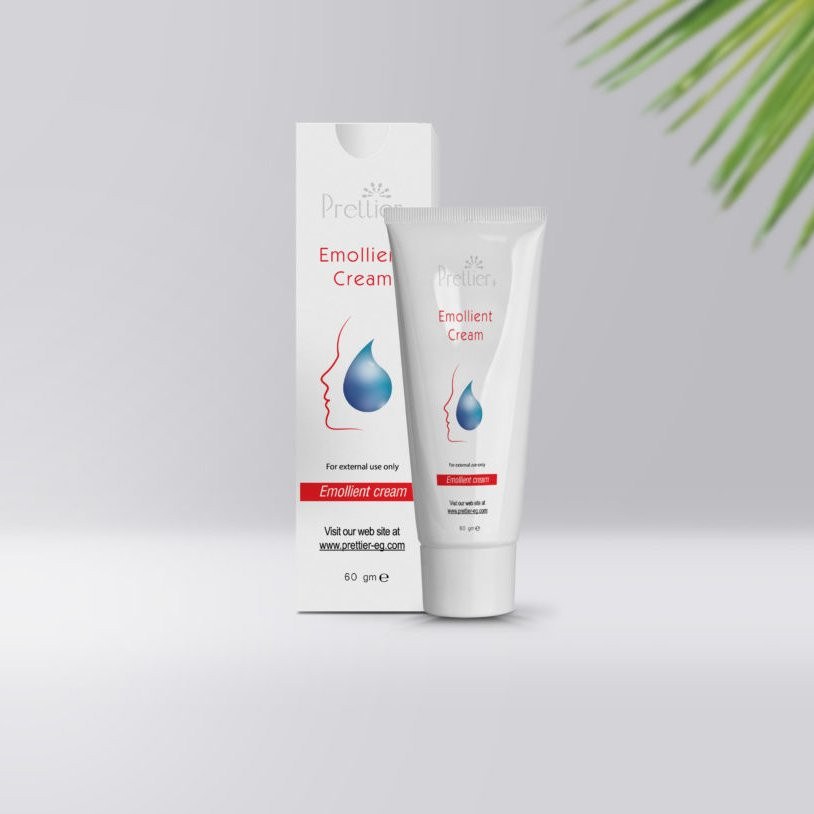 Prettier
Emollien
Cream
For external use only
Emollient cream
Visit our web site at
www.prettier-eg.com
60 gm e
Prettier
Emollient
Cream
For external use only
Emollient cream
Visit our web site at
www.prettier-eg.com
60 gm e